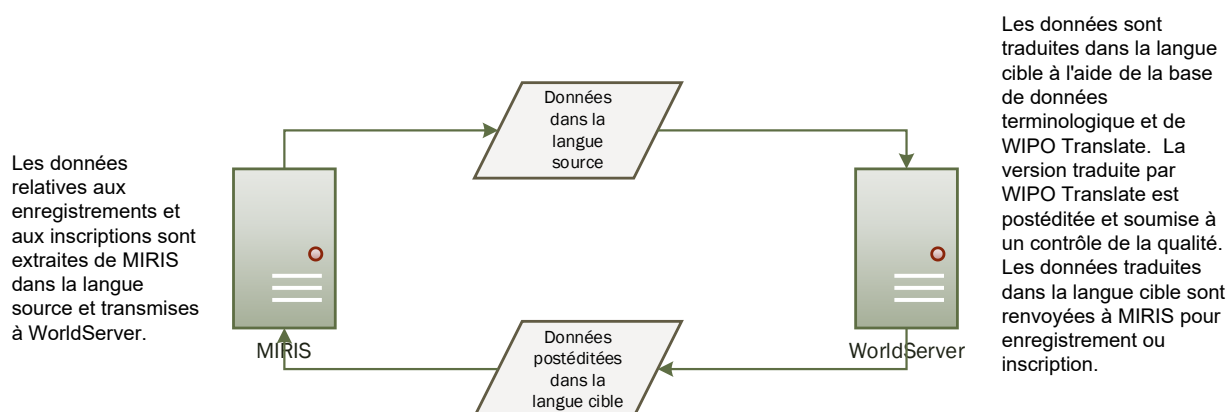 Les données
relatives aux
enregistrements et
aux inscriptions sont
extraites de MIRIS
dans la langue
source et transmises
à WorldServer.
MIRIS
Données
dans la
langue
source
Données
postéditées
dans la
langue cible
WorldServer
Les données sont
traduites dans la langue
cible à l'aide de la base
de données
terminologique et de
WIPO Translate.  La
version traduite par
WIPO Translate est
postéditée et soumise à
un contrôle de la qualité.
Les données traduites
dans la langue cible sont
renvoyées à MIRIS pour
enregistrement ou
inscription.